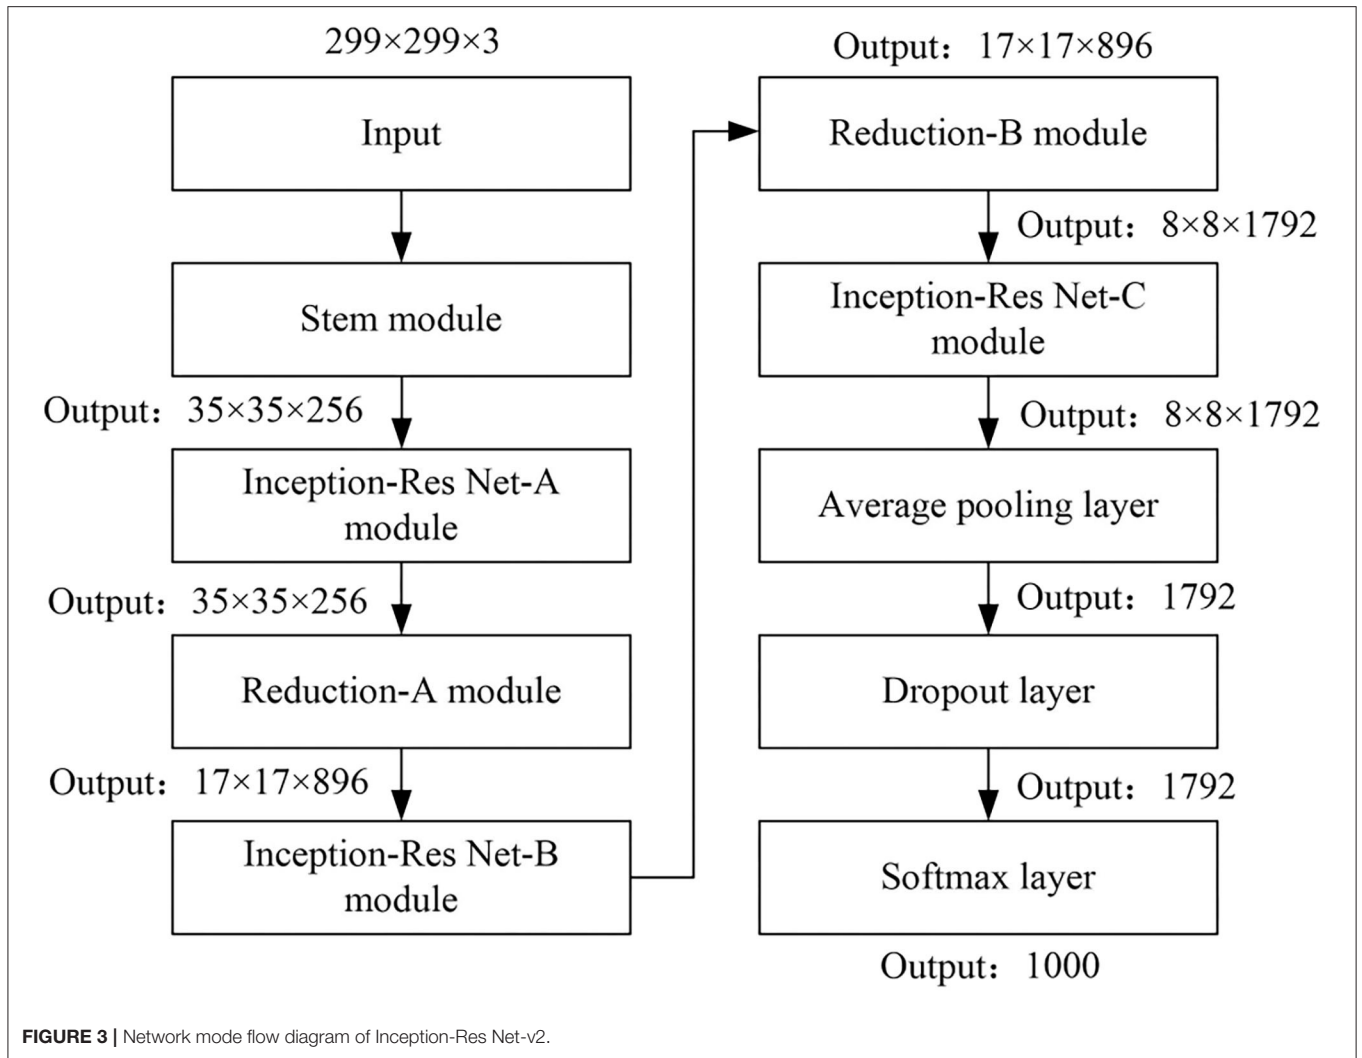 299×299×3
Input
Stem module
Output： 35×35×256
Inception-Res Net-A
module
Output： 35×35×256
Reduction-A module
Output： 17×17×896
Inception-Res Net-B
module
Output： 17×17×896
Reduction-B module
Output： 8×8×1792
Inception-Res Net-C
module
Output： 8×8×1792
Average pooling layer
Output： 1792
Dropout layer
Output： 1792
Softmax layer
Output： 1000
FIGURE 3 | Network mode flow diagram of Inception-Res Net-v2.